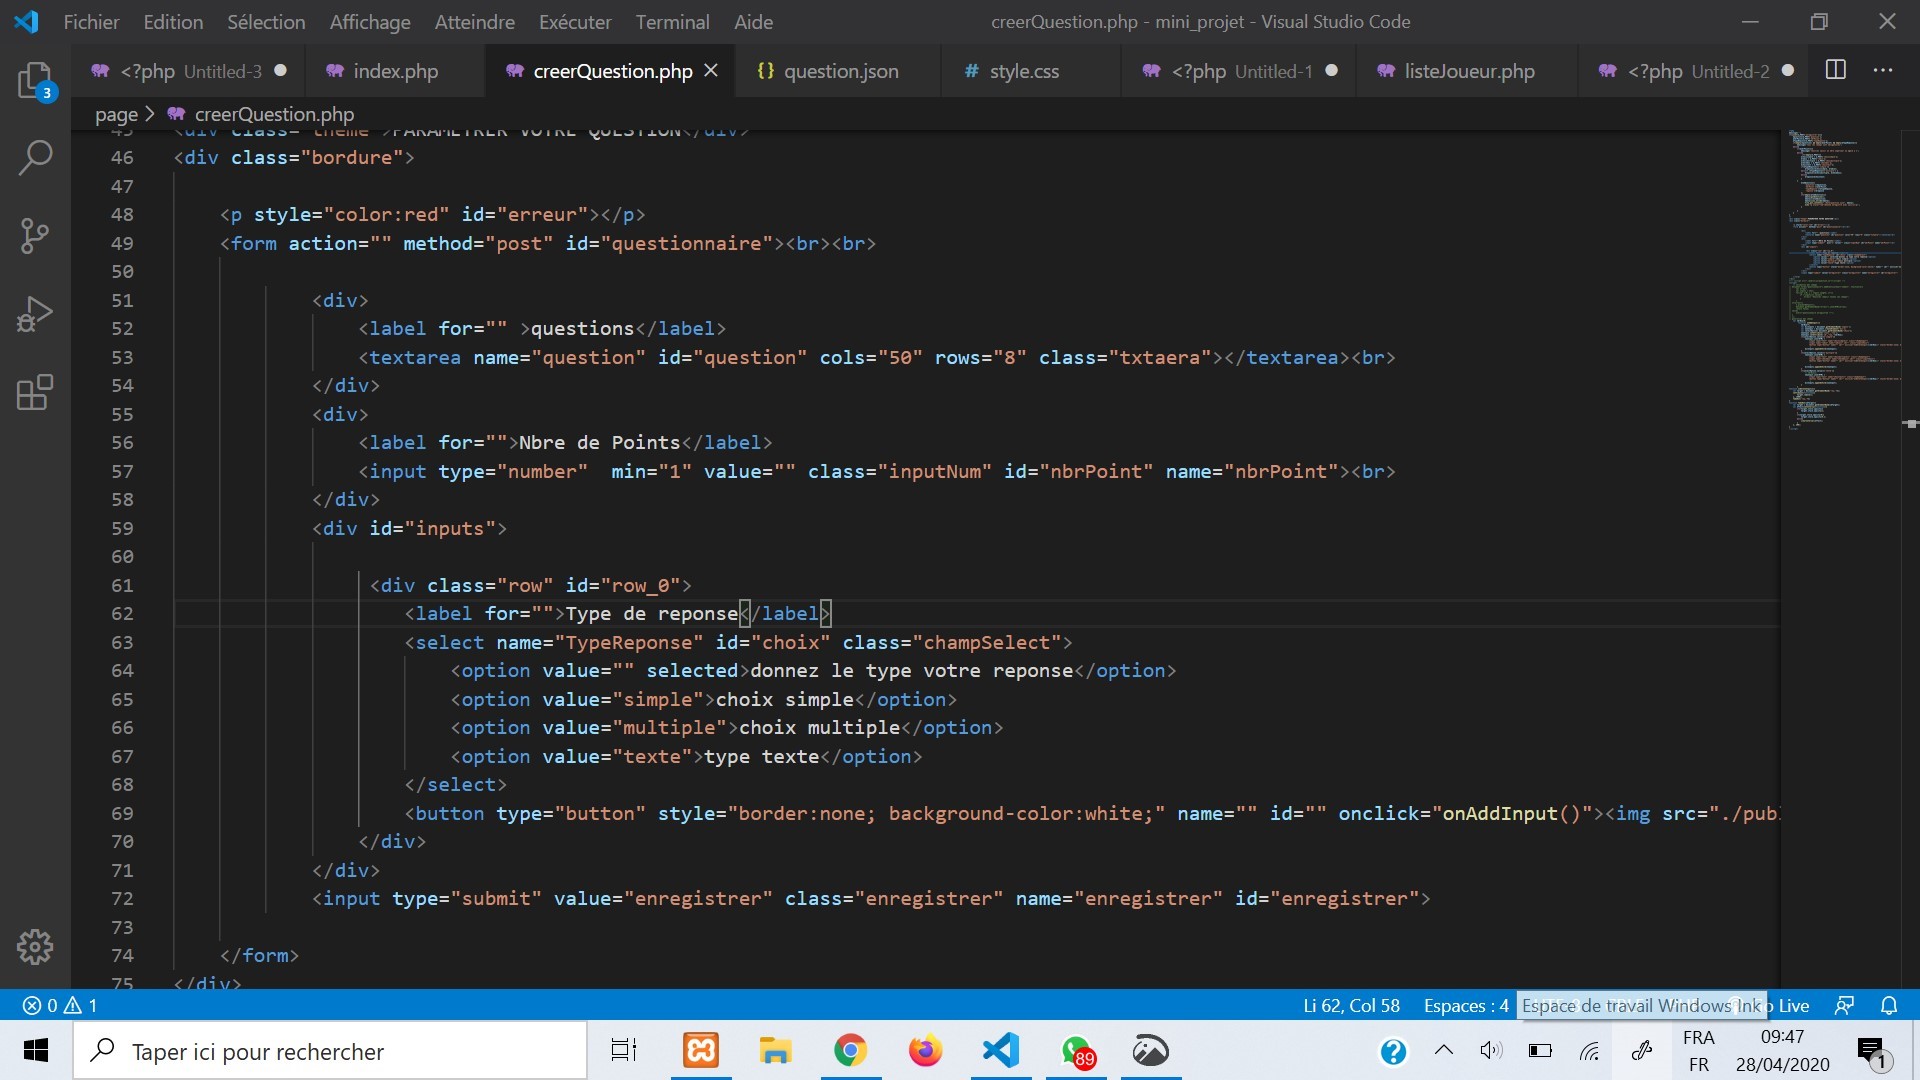 Fichier Edition Sélection Affichage Atteindre Exécuter Terminal Aide creerQuestion.php - mini_projet - Visual Studio Code
<?php Untitled-3 index.php creerQuestion.php {} question.json # style.css <?php Untitled-1 listeJoueur.php <?php Untitled-2 ...
3
page > creerQuestion.php
45 <div class="theme">PARAMETRER VOTRE QUESTION</div>
46 <div class="bordure">
47
48 <p style="color:red" id="erreur"></p>
49 <form action="" method="post" id="questionnaire"><br><br>
50
51 <div>
52 <label for="" >questions</label>
53 <textarea name="question" id="question" cols="50" rows="8" class="txtaera"></textarea><br>
54 </div>
55 <div>
56 <label for="">Nbre de Points</label>
57 <input type="number"  min="1" value="" class="inputNum" id="nbrPoint" name="nbrPoint"><br>
58 </div>
59 <div id="inputs">
60
61 <div class="row" id="row_0">
62 <label for="">Type de reponse</label>
63 <select name="TypeReponse" id="choix" class="champSelect">
64 <option value="" selected>donnez le type votre reponse</option>
65 <option value="simple">choix simple</option>
66 <option value="multiple">choix multiple</option>
67 <option value="texte">type texte</option>
68 </select>
69 <button type="button" style="border:none; background-color:white;" name="" id="" onclick="onAddInput()"><img src="./publ
70 </div>
71 </div>
72 <input type="submit" value="enregistrer" class="enregistrer" name="enregistrer" id="enregistrer">
73
74 </form>
75 </div>
0 1 Li 62, Col 58 Espaces : 4 Espace de travail Windows Ink Live
Taper ici pour rechercher 89 FRA 09:47
FR 28/04/2020 1